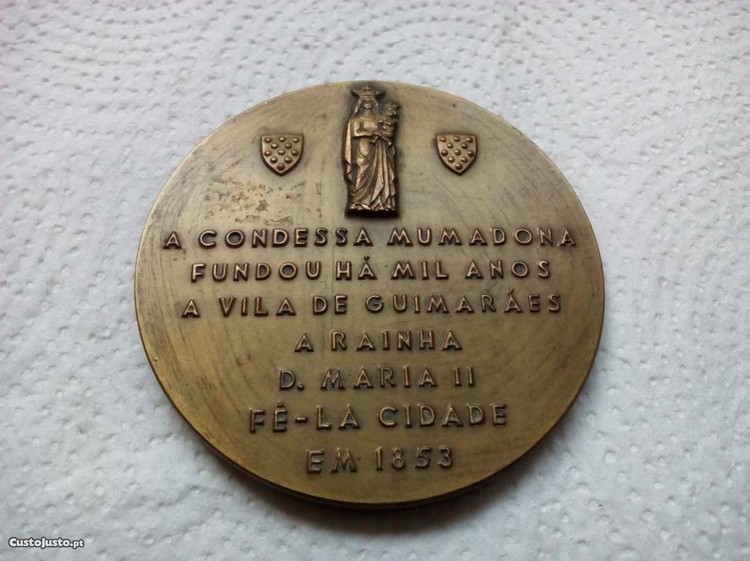 A CONDESSA MUMADONA
FUNDOU HÁ MIL ANOS
A VILA DE GUIMARÃES
A RAINHA
D. MARIA II
FÊ-LA CIDADE
EM 1853
CustoJusto.pt